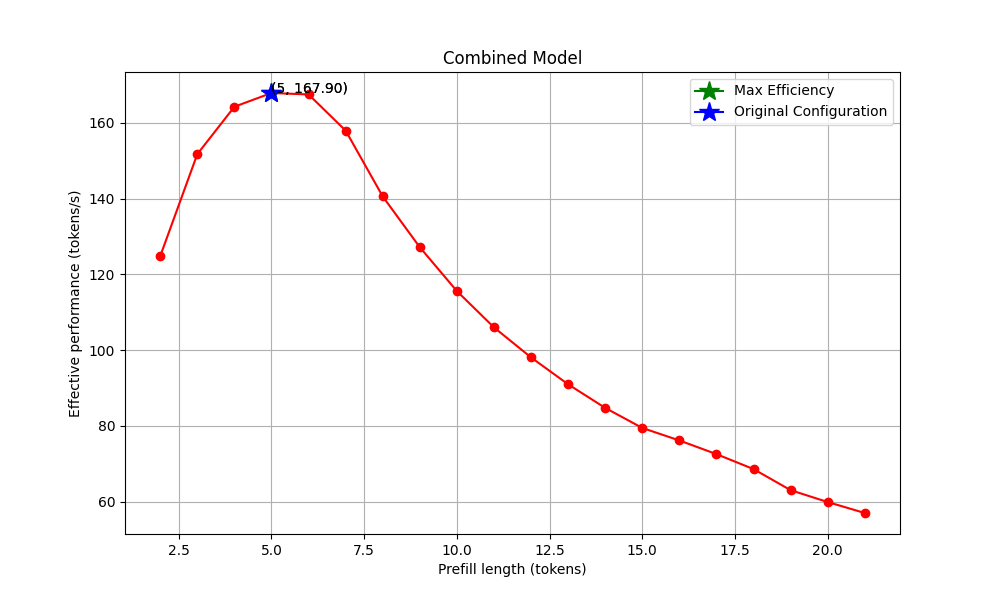 Combined Model
(5, 167.90)
Max Efficiency
Original Configuration
Effective performance (tokens/s)
160
140
120
100
80
60
2.5 5.0 7.5 10.0 12.5 15.0 17.5 20.0
Prefill length (tokens)